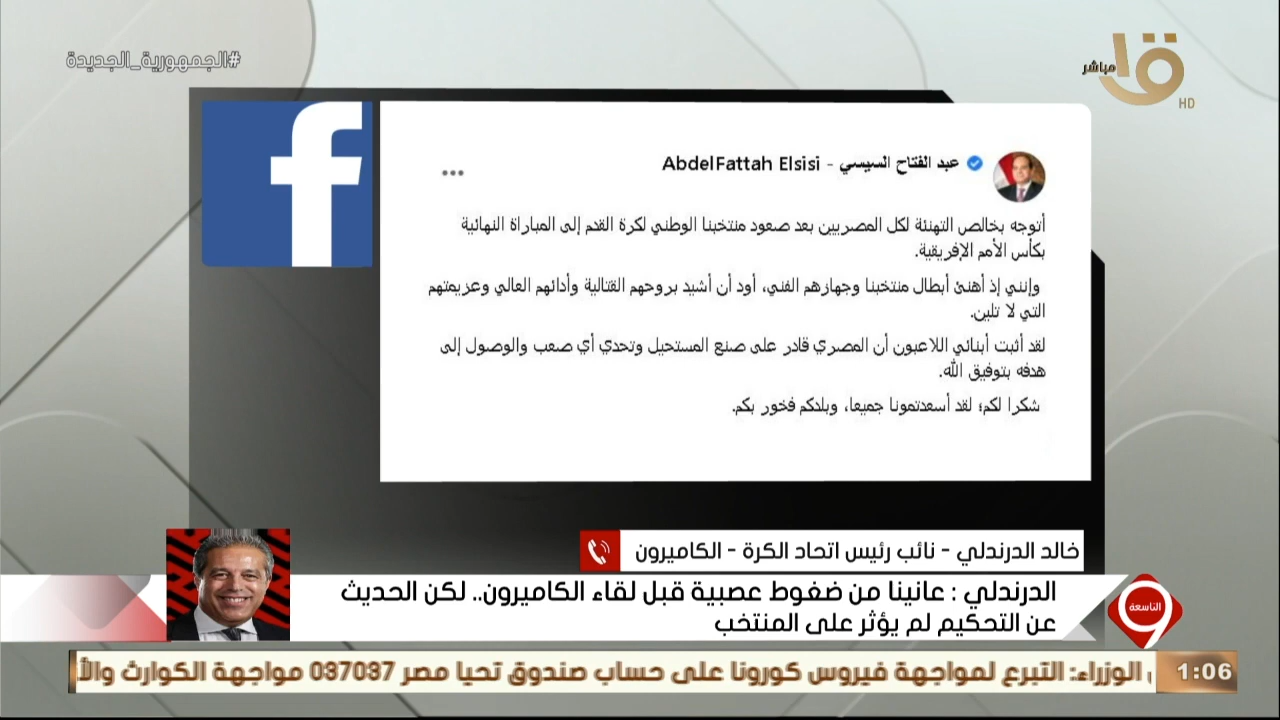 #الجمهورية_الجديدة
مباشر
HD
عبد الفتاح السيسي - AbdelFattah Elsisi
أتوجه بخالص التهنئة لكل المصريين بعد صعود منتخبنا الوطني لكرة القدم إلى المباراة النهائية
بكأس الأمم الإفريقية.
وإنني إذ أهنئ أبطال منتخبنا وجهازهم الفني، أود أن أشيد بروحهم القتالية وأدائهم العالي وعزيمتهم
التي لا تلين.
لقد أثبت أبنائي اللاعبون أن المصري قادر على صنع المستحيل وتحدي أي صعب والوصول إلى
هدفه بتوفيق الله.
شكرا لكم؛ لقد أسعدتمونا جميعا، وبلدكم فخور بكم.
خالد الدرندلي - نائب رئيس اتحاد الكرة - الكاميرون
الدرندلي : عانينا من ضغوط عصبية قبل لقاء الكاميرون.. لكن الحديث
عن التحكيم لم يؤثر على المنتخب
التاسعة
9
الوزراء: التبرع لمواجهة فيروس كورونا على حساب صندوق تحيا مصر 037037 مواجهة الكوارث
1:06